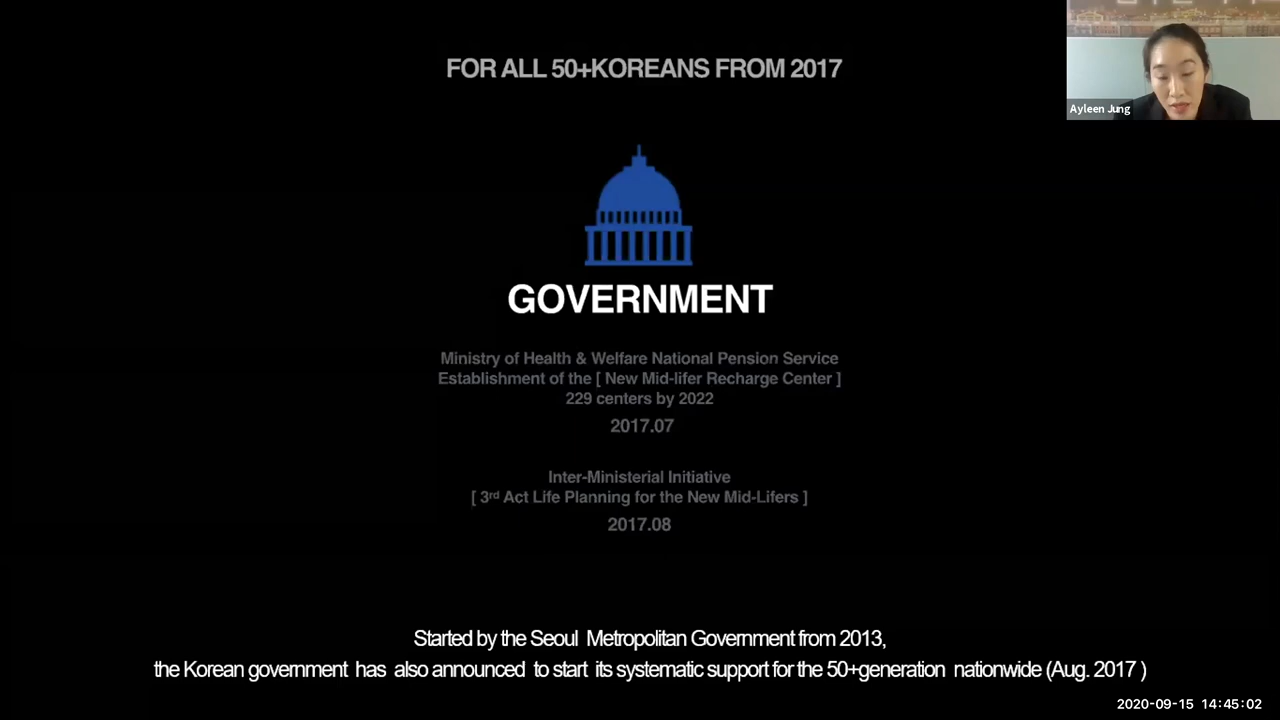 FOR ALL 50+KOREANS FROM 2017
Ayleen Jung
GOVERNMENT
Ministry of Health & Welfare National Pension Service
Establishment of the [ New Mid-lifer Recharge Center ]
229 centers by 2022
2017.07
Inter-Ministerial Initiative
[ 3rd Act Life Planning for the New Mid-Lifers ]
2017.08
Started by the Seoul Metropolitan Government from 2013,
the Korean government has also announced to start its systematic support for the 50+generation nationwide (Aug. 2017 )
2020-09-15 14:45:02